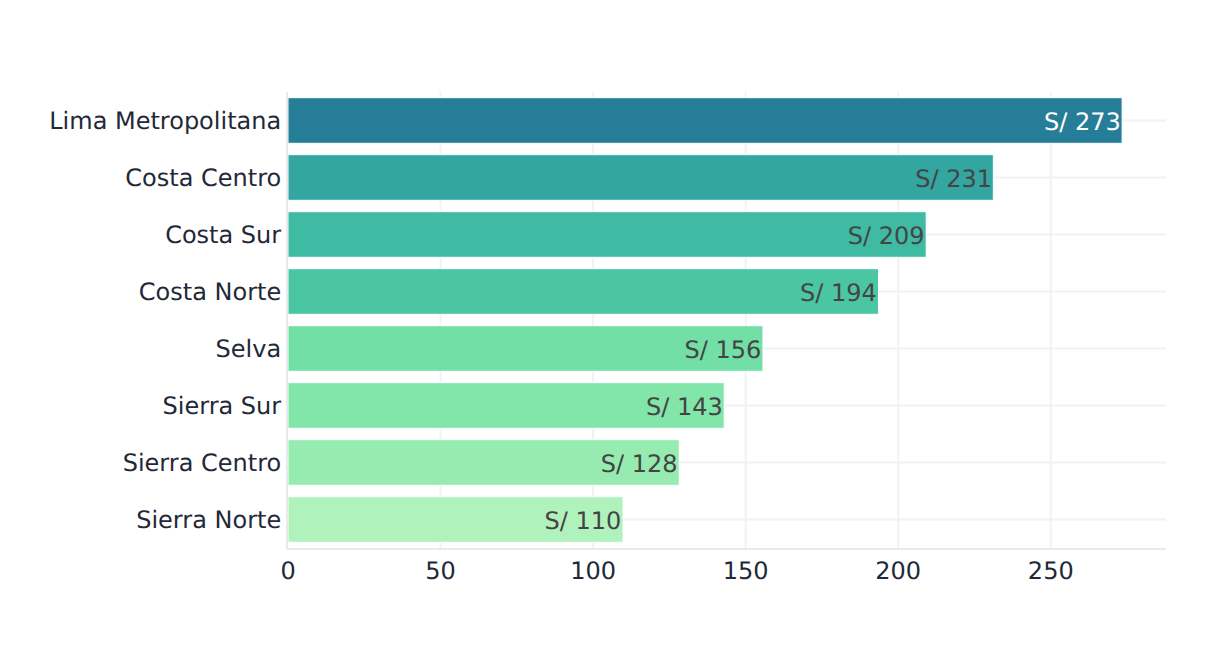 Lima Metropolitana S/ 273
Costa Centro S/ 231
Costa Sur S/ 209
Costa Norte S/ 194
Selva S/ 156
Sierra Sur S/ 143
Sierra Centro S/ 128
Sierra Norte S/ 110
0 50 100 150 200 250